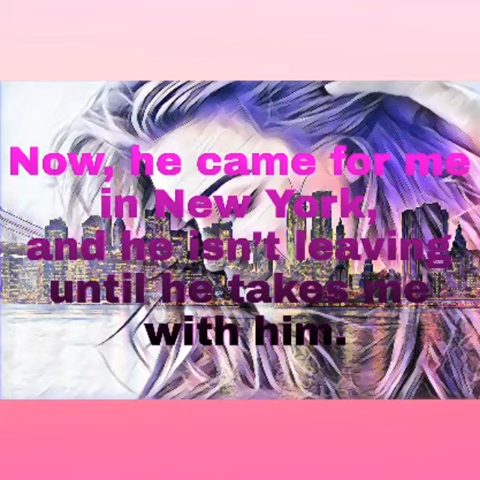 Now, he came for me
in New York,
and he isn't leaving
until he takes me
with him.